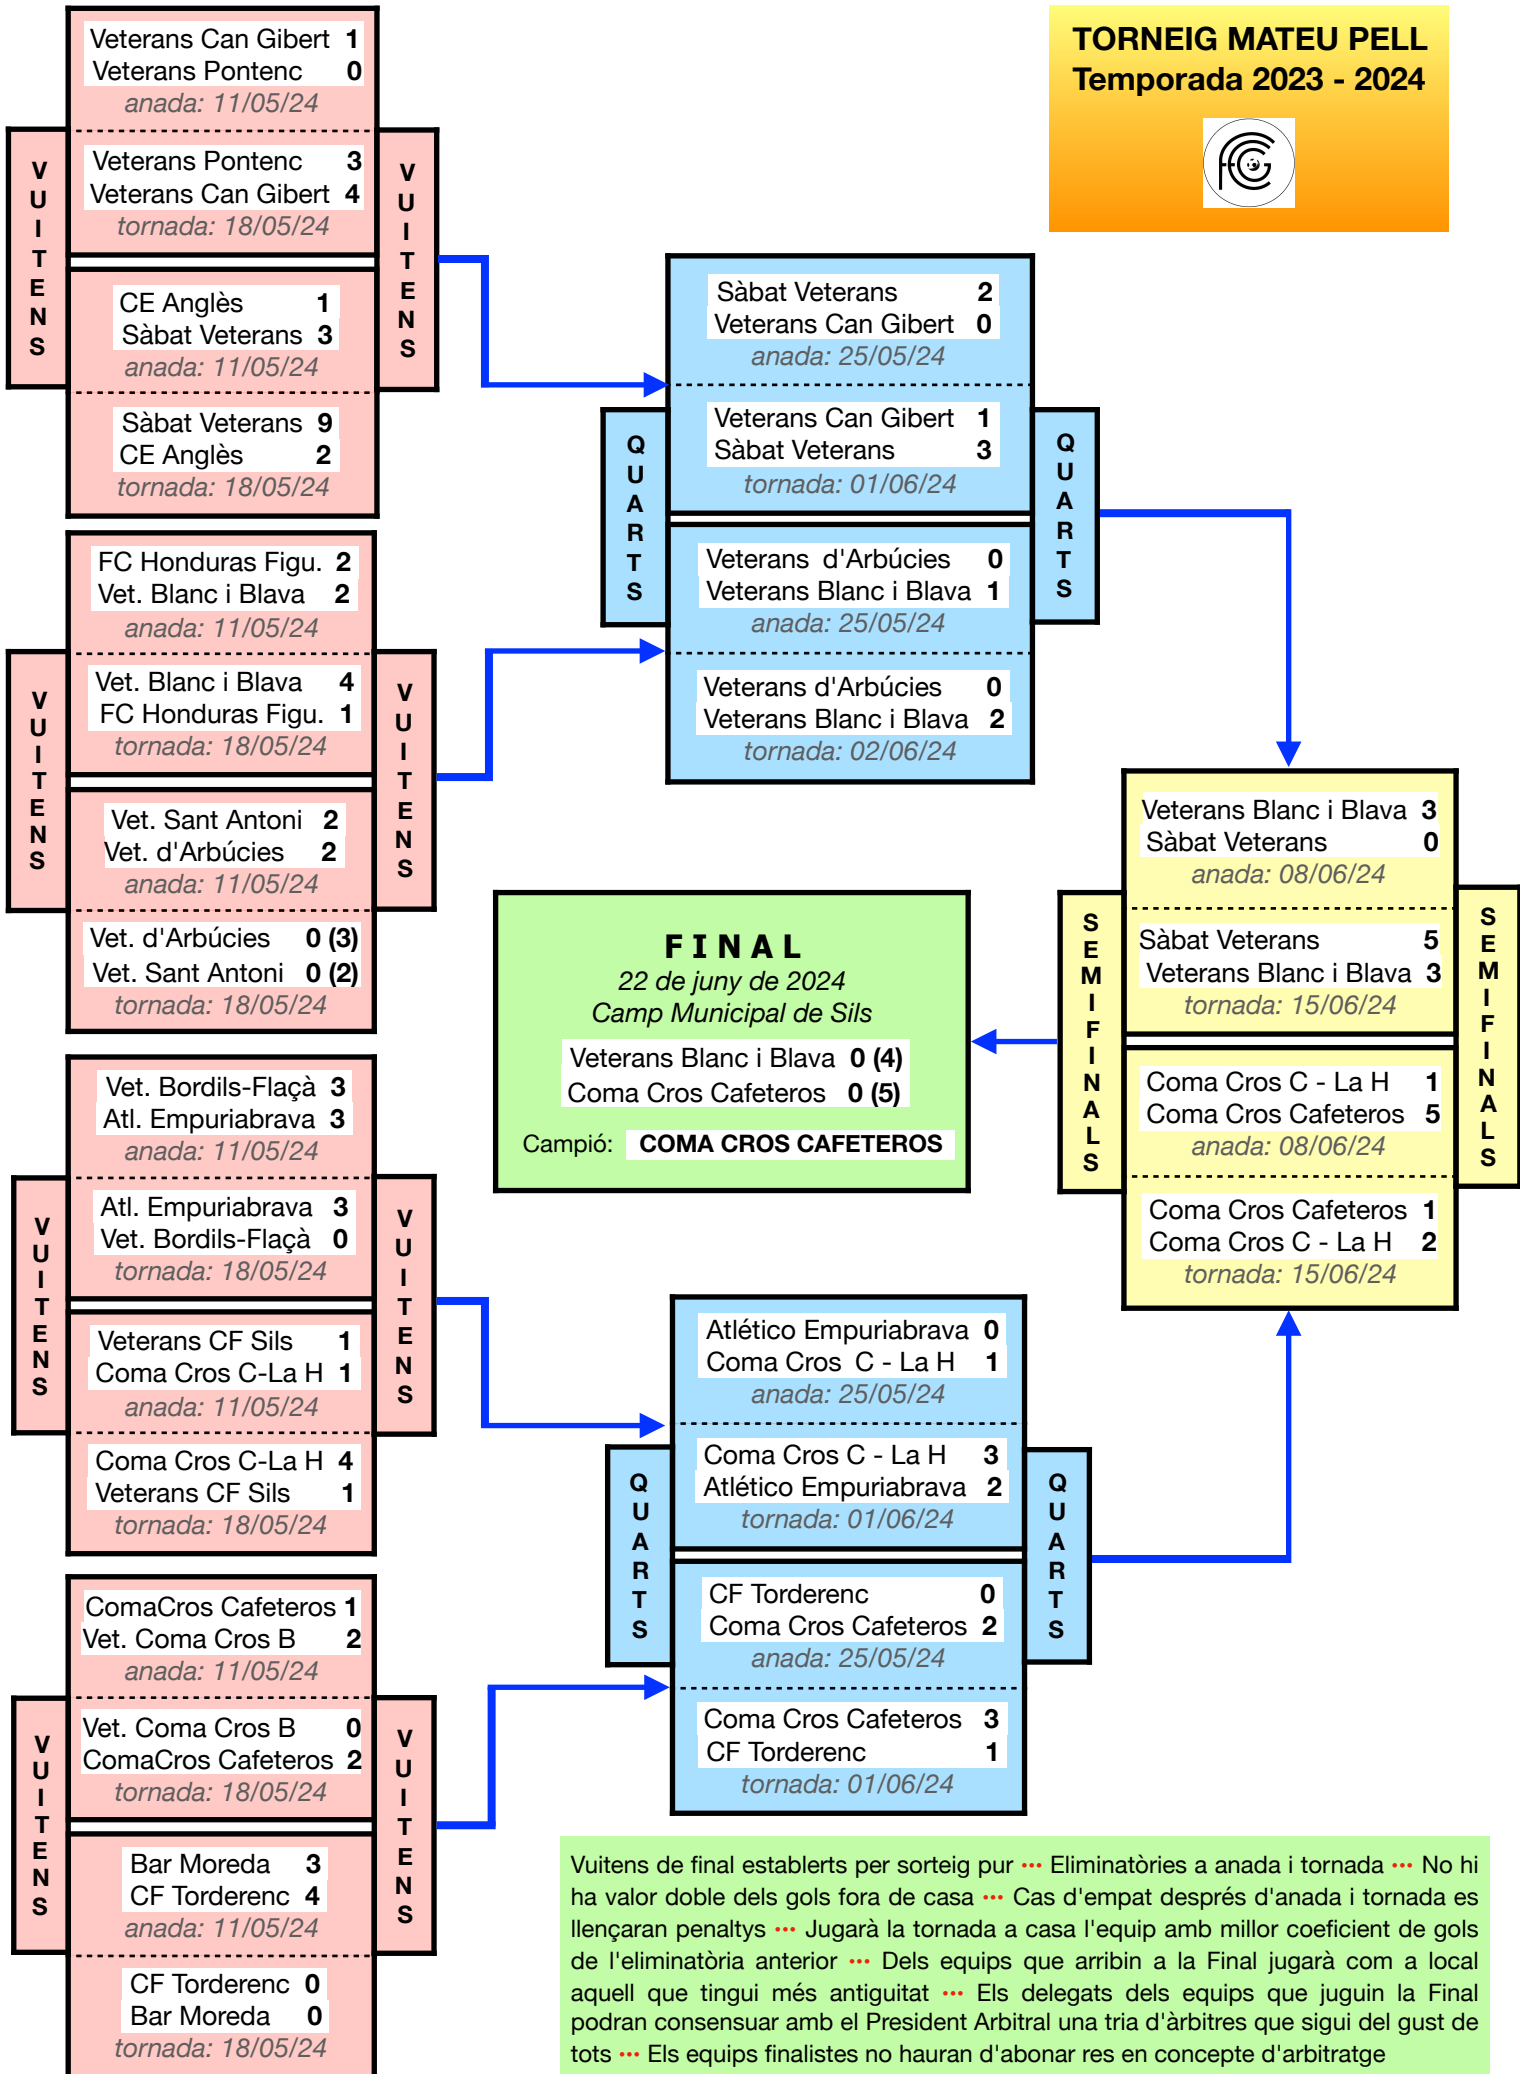 TORNEIG MATEU PELL
Temporada 2023 - 2024
FCCG
VUITENS
Veterans Can Gibert 1
Veterans Pontenc 0
anada: 11/05/24
Veterans Pontenc 3
Veterans Can Gibert 4
tornada: 18/05/24
CE Anglès 1
Sàbat Veterans 3
anada: 11/05/24
Sàbat Veterans 9
CE Anglès 2
tornada: 18/05/24
VUITENS
VUITENS
FC Honduras Figu. 2
Vet. Blanc i Blava 2
anada: 11/05/24
Vet. Blanc i Blava 4
FC Honduras Figu. 1
tornada: 18/05/24
Vet. Sant Antoni 2
Vet. d'Arbúcies 2
anada: 11/05/24
Vet. d'Arbúcies 0 (3)
Vet. Sant Antoni 0 (2)
tornada: 18/05/24
VUITENS
VUITENS
Vet. Bordils-Flaçà 3
Atl. Empuriabrava 3
anada: 11/05/24
Atl. Empuriabrava 3
Vet. Bordils-Flaçà 0
tornada: 18/05/24
Veterans CF Sils 1
Coma Cros C-La H 1
anada: 11/05/24
Coma Cros C-La H 4
Veterans CF Sils 1
tornada: 18/05/24
VUITENS
VUITENS
ComaCros Cafeteros 1
Vet. Coma Cros B 2
anada: 11/05/24
Vet. Coma Cros B 0
ComaCros Cafeteros 2
tornada: 18/05/24
Bar Moreda 3
CF Torderenc 4
anada: 11/05/24
CF Torderenc 0
Bar Moreda 0
tornada: 18/05/24
VUITENS
QUARTS
Sàbat Veterans 2
Veterans Can Gibert 0
anada: 25/05/24
Veterans Can Gibert 1
Sàbat Veterans 3
tornada: 01/06/24
Veterans d'Arbúcies 0
Veterans Blanc i Blava 1
anada: 25/05/24
Veterans d'Arbúcies 0
Veterans Blanc i Blava 2
tornada: 02/06/24
QUARTS
QUARTS
Atlético Empuriabrava 0
Coma Cros C - La H 1
anada: 25/05/24
Coma Cros C - La H 3
Atlético Empuriabrava 2
tornada: 01/06/24
CF Torderenc 0
Coma Cros Cafeteros 2
anada: 25/05/24
Coma Cros Cafeteros 3
CF Torderenc 1
tornada: 01/06/24
QUARTS
SEMIFINALS
Veterans Blanc i Blava 3
Sàbat Veterans 0
anada: 08/06/24
Sàbat Veterans 5
Veterans Blanc i Blava 3
tornada: 15/06/24
Coma Cros C - La H 1
Coma Cros Cafeteros 5
anada: 08/06/24
Coma Cros Cafeteros 1
Coma Cros C - La H 2
tornada: 15/06/24
SEMIFINALS
FINAL
22 de juny de 2024
Camp Municipal de Sils
Veterans Blanc i Blava 0 (4)
Coma Cros Cafeteros 0 (5)
Campió: COMA CROS CAFETEROS
Vuitens de final establerts per sorteig pur ••• Eliminatòries a anada i tornada ••• No hi
ha valor doble dels gols fora de casa ••• Cas d'empat després d'anada i tornada es
llençaran penaltys ••• Jugarà la tornada a casa l'equip amb millor coeficient de gols
de l'eliminatòria anterior ••• Dels equips que arribin a la Final jugarà com a local
aquell que tingui més antiguitat ••• Els delegats dels equips que juguin la Final
podran consensuar amb el President Arbitral una tria d'àrbitres que sigui del gust de
tots ••• Els equips finalistes no hauran d'abonar res en concepte d'arbitratge